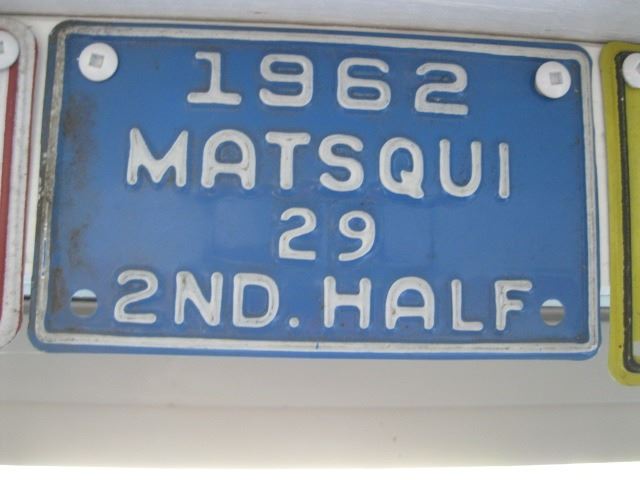 1962
MATSQUI
29
2ND. HALF